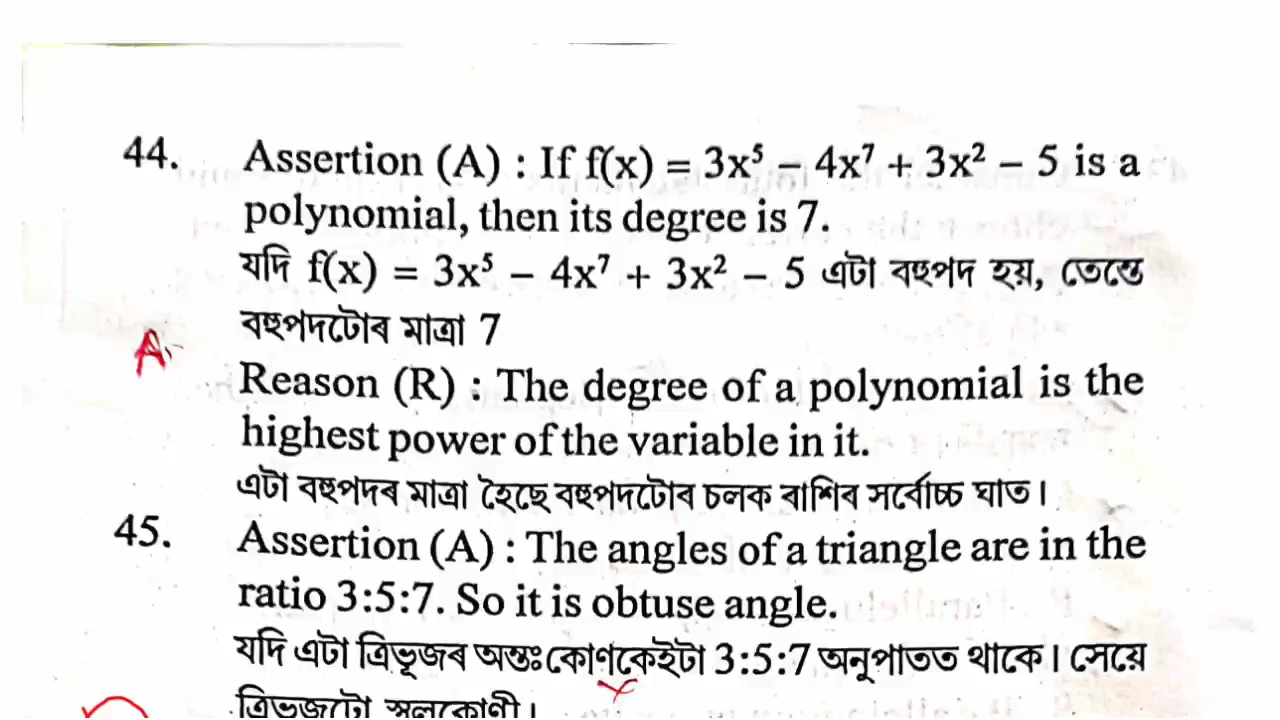 44. Assertion (A) : If f(x) = 3x⁵ – 4x⁷ + 3x² – 5 is a
polynomial, then its degree is 7.
যদি f(x) = 3x⁵ – 4x⁷ + 3x² – 5 এটা বহুপদ হয়, তেন্তে
বহুপদটোৰ মাত্ৰা 7
A
Reason (R) : The degree of a polynomial is the
highest power of the variable in it.
এটা বহুপদৰ মাত্ৰা হৈছে বহুপদটোৰ চলক ৰাশিৰ সৰ্বোচ্চ ঘাত।
45. Assertion (A) : The angles of a triangle are in the
ratio 3:5:7. So it is obtuse angle.
যদি এটা ত্ৰিভূজৰ অন্তঃকোণকেইটা 3:5:7 অনুপাতত থাকে। সেয়ে
ত্ৰিভূজটো স্থূলকোণী।